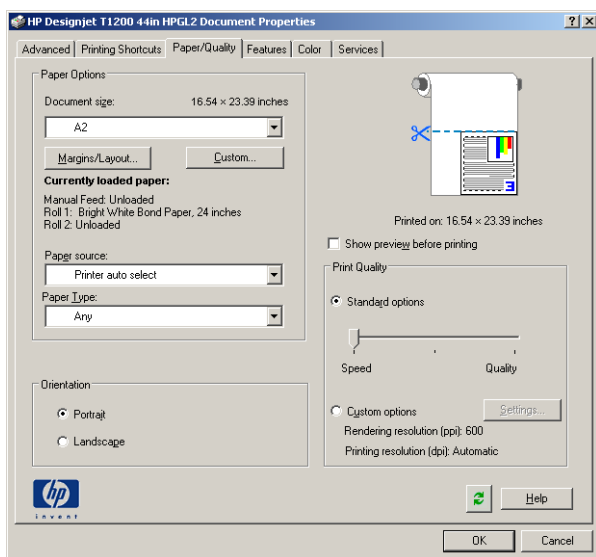 HP Designjet T1200 44in HPGL2 Document Properties
Advanced Printing Shortcuts Paper/Quality Features Color Services
Paper Options
Document size: 16.54 × 23.39 inches
A2
Margins/Layout... Custom...
Currently loaded paper:
Manual Feed: Unloaded
Roll 1: Bright White Bond Paper, 24 inches
Roll 2: Unloaded
Paper source:
Printer auto select
Paper Type:
Any
Orientation
Portrait
Landscape
3
Printed on: 16.54 × 23.39 inches
Show preview before printing
Print Quality
Standard options
Speed Quality
Custom options Settings...
Rendering resolution (ppi): 600
Printing resolution (dpi): Automatic
hp
invent
Help
OK Cancel